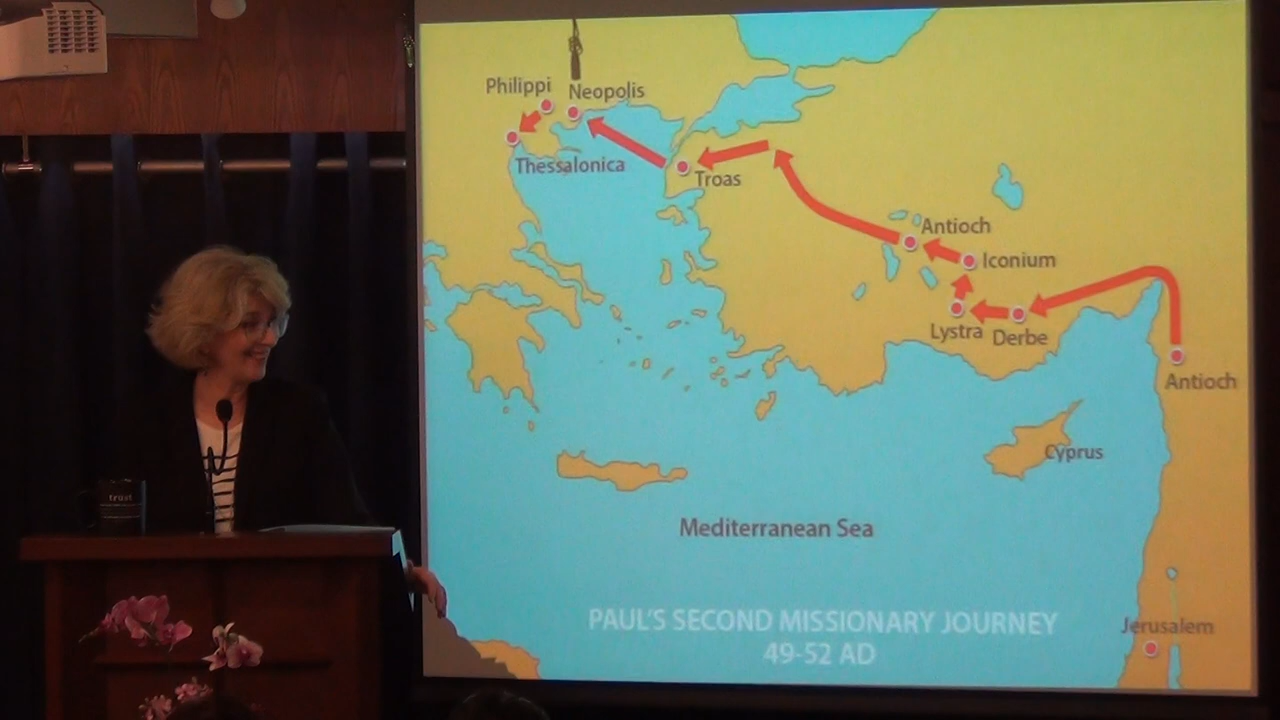 Philippi
Neopolis
Thessalonica
Troas
Antioch
Iconium
Lystra
Derbe
Antioch
Cyprus
Mediterranean Sea
PAUL'S SECOND MISSIONARY JOURNEY
49-52 AD
Jerusalem